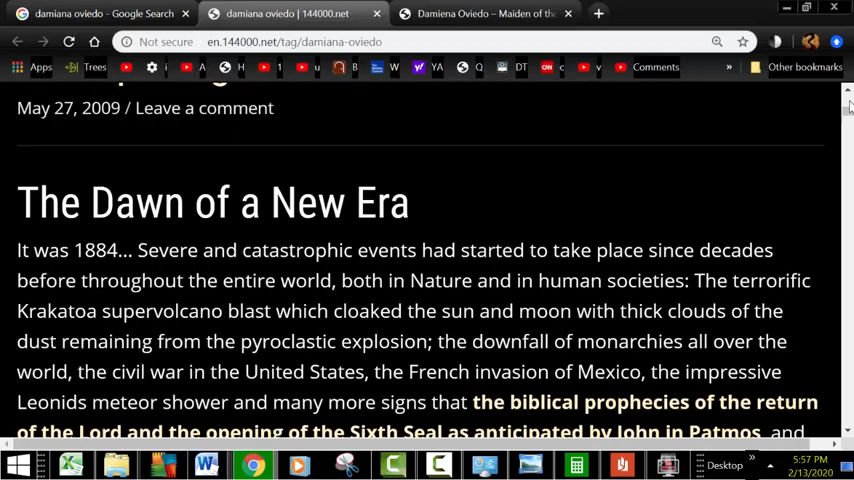 damiana oviedo - Google Search
damiana oviedo | 144000.net
Damiena Oviedo – Maiden of the
Not secure
en.144000.net/tag/damiana-oviedo
Apps
Trees
i
A
H
1
u
B
W
YA
Q
DT
c
v
Comments
»
Other bookmarks
May 27, 2009 / Leave a comment
The Dawn of a New Era
It was 1884... Severe and catastrophic events had started to take place since decades
before throughout the entire world, both in Nature and in human societies: The terrorific
Krakatoa supervolcano blast which cloaked the sun and moon with thick clouds of the
dust remaining from the pyroclastic explosion; the downfall of monarchies all over the
world, the civil war in the United States, the French invasion of Mexico, the impressive
Leonids meteor shower and many more signs that the biblical prophecies of the return
of the Lord and the opening of the Sixth Seal as anticipated by John in Patmos, and
Desktop
»
5:57 PM
2/13/2020